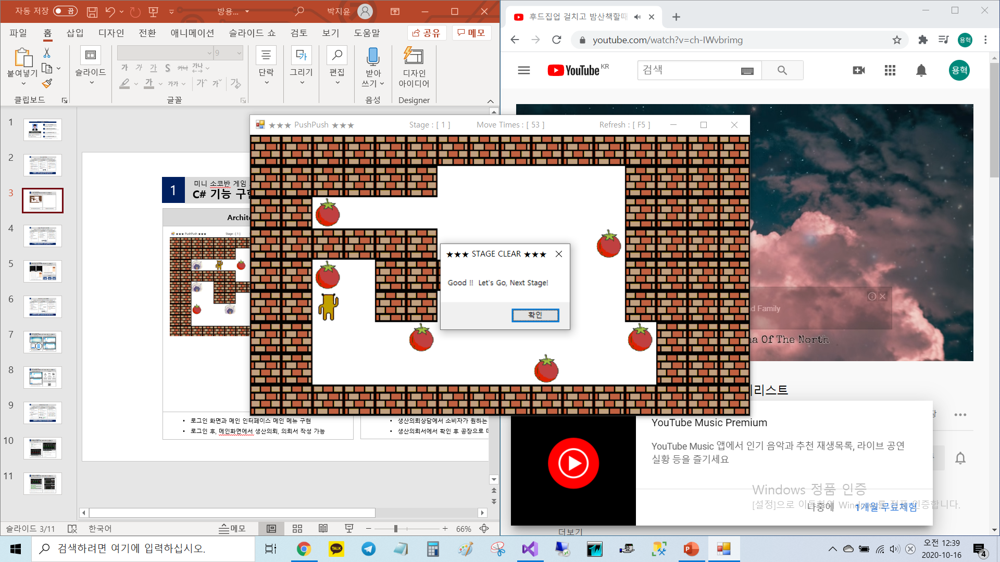 자동 저장 끔 방용... 박지윤
파일 홈 삽입 디자인 전환 애니메이션 슬라이드 쇼 검토 보기 도움말 공유 메모
붙여넣기 슬라이드 9 단락 그리기 편집 받아쓰기 디자인 아이디어
클립보드 글꼴 음성 Designer
1
2
3
4
5
6
7
8
9
10
11
1 미니 소코반 게임
C# 기능 구현
★★★ PushPush ★★★ Stage : [ 1 ]
• 로그인 화면과 메인 인터페이스 메인 메뉴 구현
• 로그인 후, 메인화면에서 생산의뢰, 의뢰서 작성 가능
• 생산의뢰상담에서 소비자가 원하는
• 생산의뢰서에서 확인 후 공장으로
슬라이드 3/11 한국어 메모 66%
★★★ PushPush ★★★ Stage : [ 1 ] Move Times : [ 53 ] Refresh : [ F5 ]
★★★ STAGE CLEAR ★★★
Good !! Let's Go, Next Stage!
확인
후드집업 걸치고 밤산책할때
youtube.com/watch?v=ch-IWvbrimg 용혁
YouTube KR 검색 용혁
d Family
na Of The North
리스트
YouTube Music Premium
YouTube Music 앱에서 인기 음악과 추천 재생목록, 라이브 공연
실황 등을 즐기세요
나중에 1개월 무료체험
Windows 정품 인증
[설정]으로 이동하여 Windows를 정품 인증합니다.
더보기
검색하려면 여기에 입력하십시오. TALK
오전 12:39
2020-10-16
4